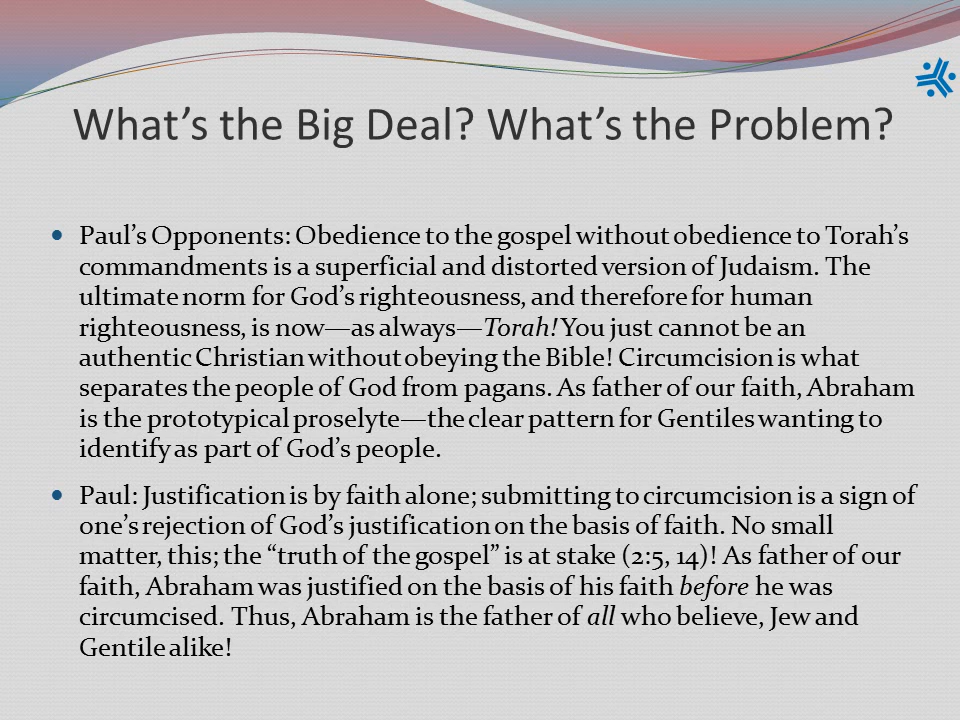 What’s the Big Deal? What’s the Problem?
Paul’s Opponents: Obedience to the gospel without obedience to Torah’s
commandments is a superficial and distorted version of Judaism. The
ultimate norm for God’s righteousness, and therefore for human
righteousness, is now—as always—Torah! You just cannot be an
authentic Christian without obeying the Bible! Circumcision is what
separates the people of God from pagans. As father of our faith, Abraham
is the prototypical proselyte—the clear pattern for Gentiles wanting to
identify as part of God’s people.
Paul: Justification is by faith alone; submitting to circumcision is a sign of
one’s rejection of God’s justification on the basis of faith. No small
matter, this; the “truth of the gospel” is at stake (2:5, 14)! As father of our
faith, Abraham was justified on the basis of his faith before he was
circumcised. Thus, Abraham is the father of all who believe, Jew and
Gentile alike!